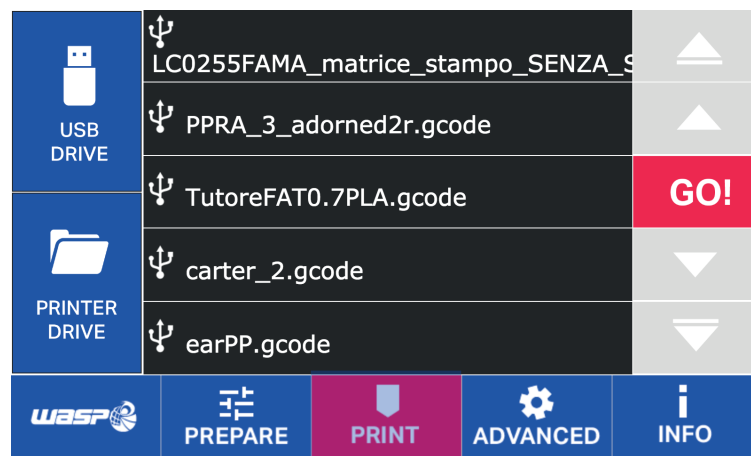 USB
DRIVE
PRINTER
DRIVE
LC0255FAMA_matrice_stampo_SENZA_S
PPRA_3_adorned2r.gcode
TutoreFAT0.7PLA.gcode
carter_2.gcode
earPP.gcode
GO!
wasp
PREPARE
PRINT
ADVANCED
INFO